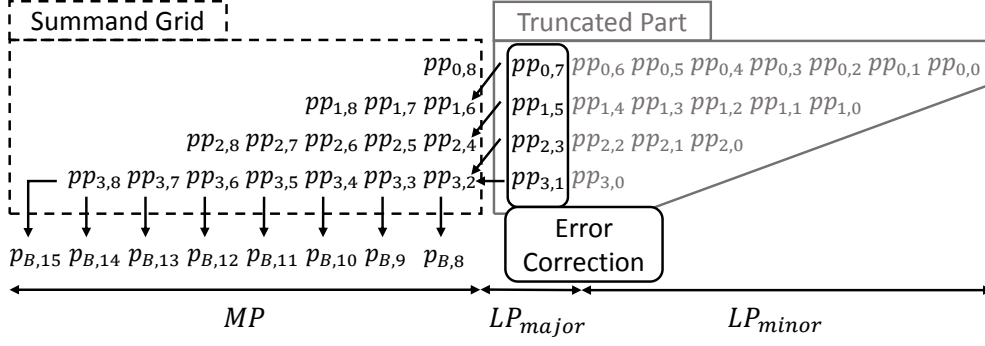 Summand Grid Truncated Part
pp0,8 pp0,7 pp0,6 pp0,5 pp0,4 pp0,3 pp0,2 pp0,1 pp0,0
pp1,8 pp1,7 pp1,6 pp1,5 pp1,4 pp1,3 pp1,2 pp1,1 pp1,0
pp2,8 pp2,7 pp2,6 pp2,5 pp2,4 pp2,3 pp2,2 pp2,1 pp2,0
pp3,8 pp3,7 pp3,6 pp3,5 pp3,4 pp3,3 pp3,2 pp3,1 pp3,0
Error
Correction
pB,15 pB,14 pB,13 pB,12 pB,11 pB,10 pB,9 pB,8
MP LPmajor LPminor